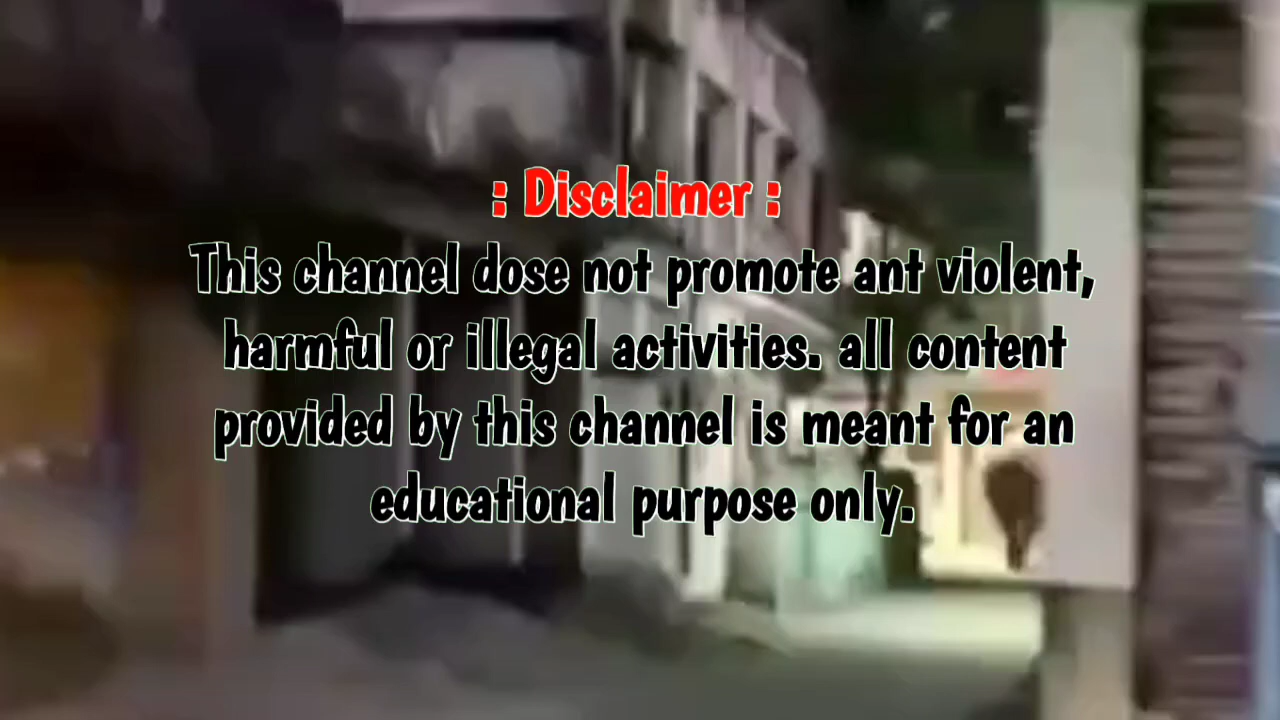 : Disclaimer :
This channel dose not promote ant violent,
harmful or illegal activities. all content
provided by this channel is meant for an
educational purpose only.